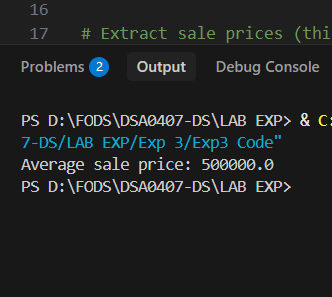 16
17 # Extract sale prices (thi
Problems 2 Output Debug Console
PS D:\FODS\DSA0407-DS\LAB EXP> & C:
7-DS/LAB EXP/Exp 3/Exp3 Code"
Average sale price: 500000.0
PS D:\FODS\DSA0407-DS\LAB EXP>